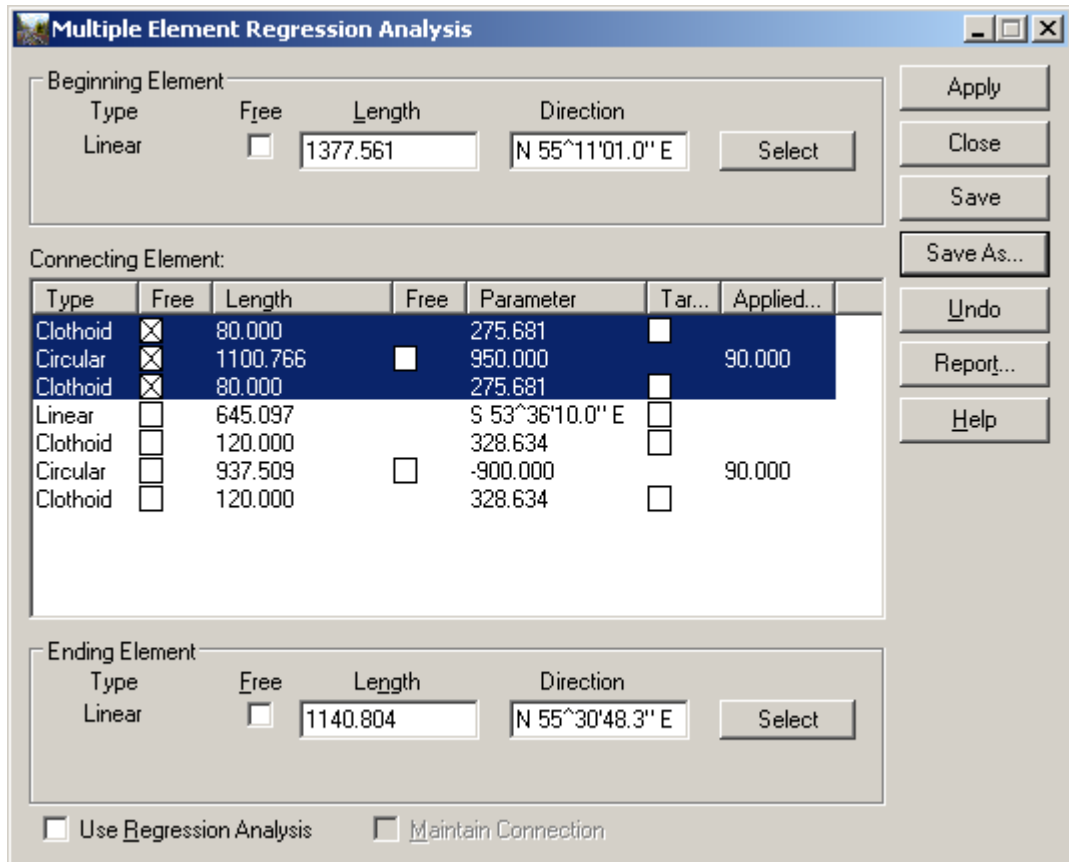 Multiple Element Regression Analysis
Beginning Element
Type Free Length Direction
Linear 1377.561 N 55^11'01.0" E Select
Apply
Close
Save
Save As...
Undo
Report...
Help
Connecting Element:
Type Free Length Free Parameter Tar... Applied...
Clothoid 80.000 275.681
Circular 1100.766 950.000 90.000
Clothoid 80.000 275.681
Linear 645.097 S 53^36'10.0" E
Clothoid 120.000 328.634
Circular 937.509 -900.000 90.000
Clothoid 120.000 328.634
Ending Element
Type Free Length Direction
Linear 1140.804 N 55^30'48.3" E Select
Use Regression Analysis Maintain Connection